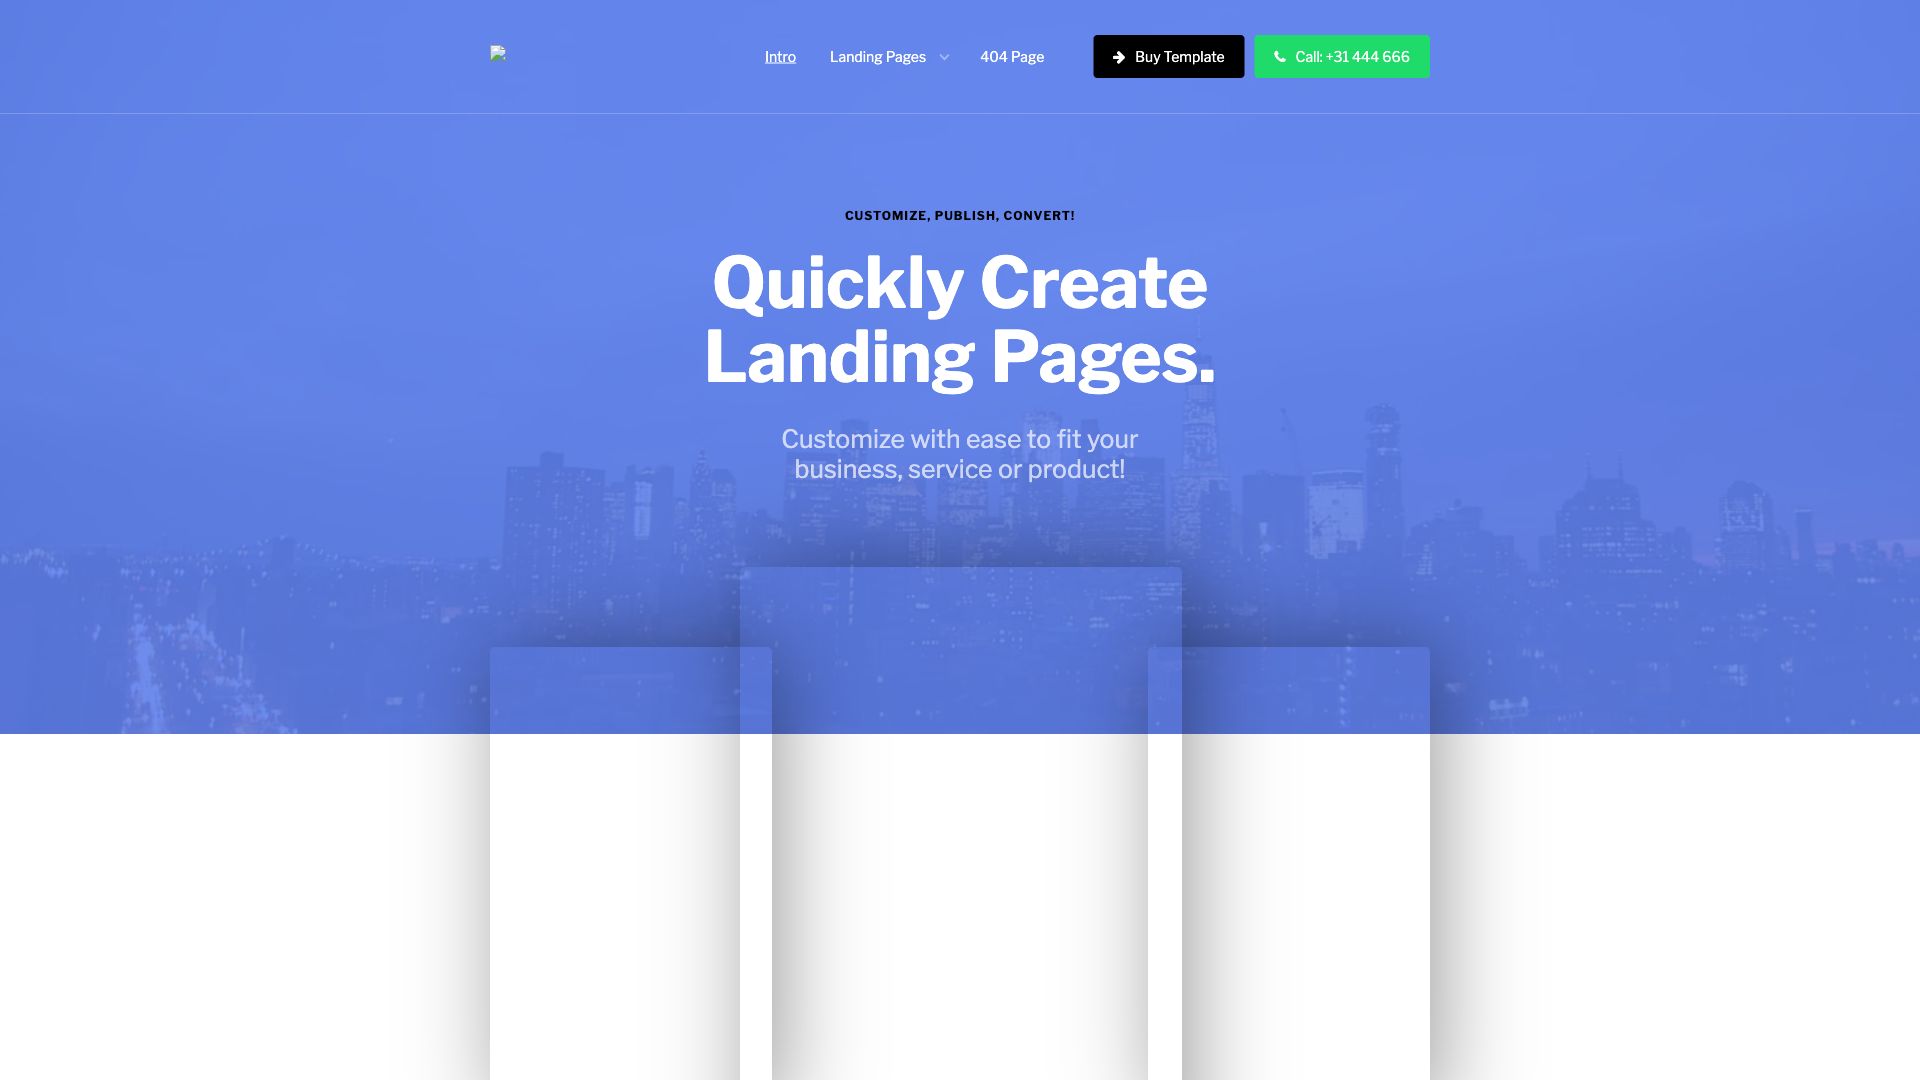 Intro
Landing Pages
404 Page
Buy Template
Call: +31 444 666
CUSTOMIZE, PUBLISH, CONVERT!
Quickly Create
Landing Pages.
Customize with ease to fit your
business, service or product!